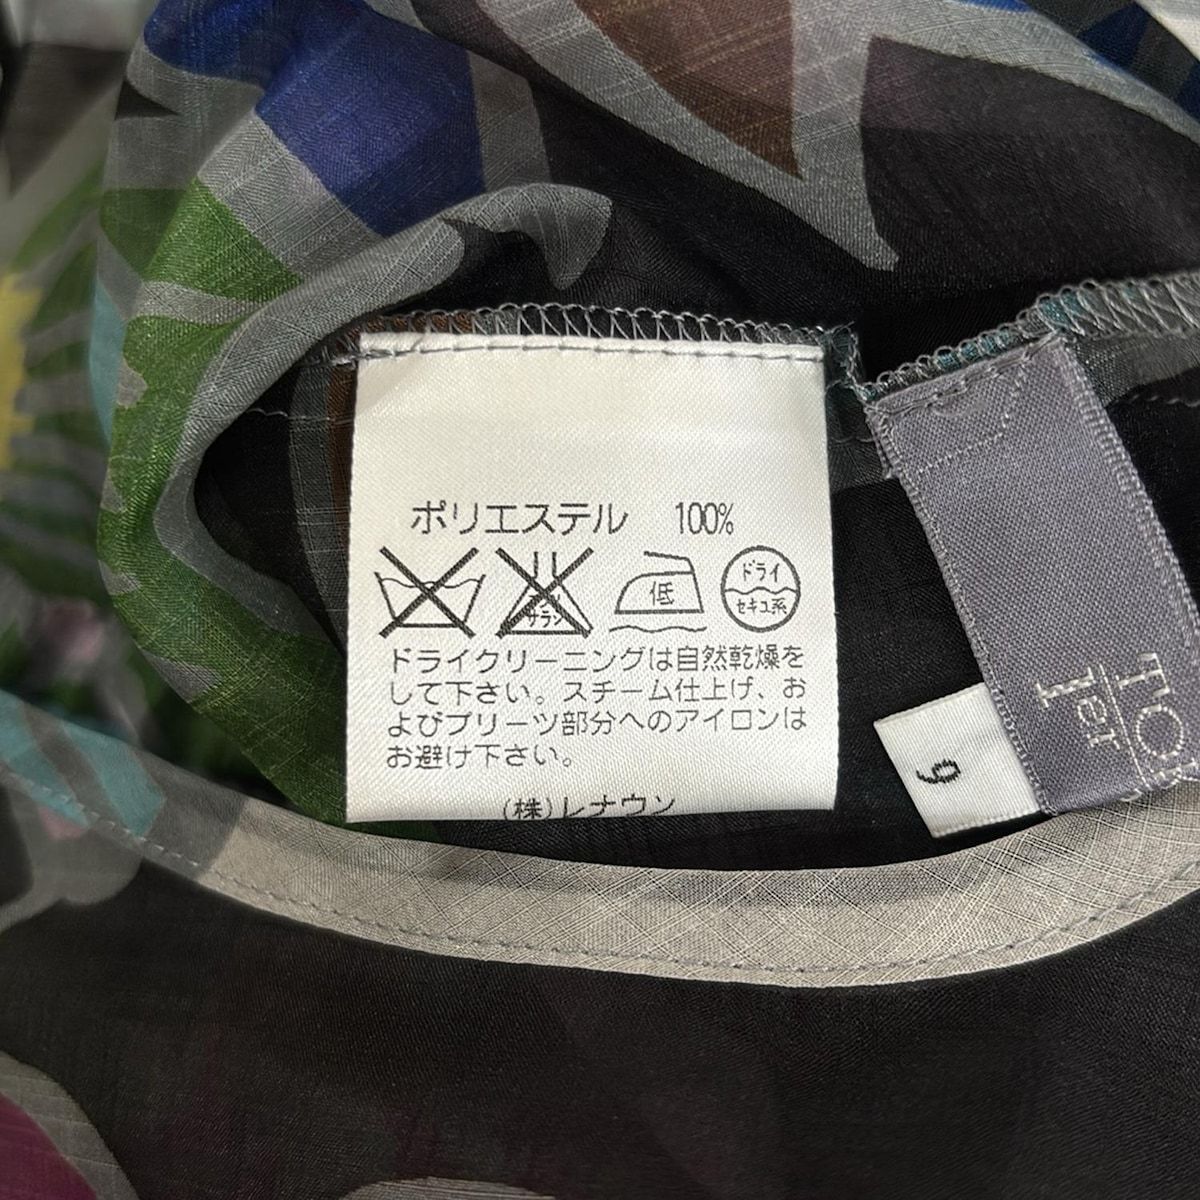 ポリエステル 100%
低
ドライ
セキユ系
ドライクリーニングは自然乾燥を
して下さい。スチーム仕上げ、お
よびプリーツ部分へのアイロンは
お避け下さい。
(株)レナウン
9
1er